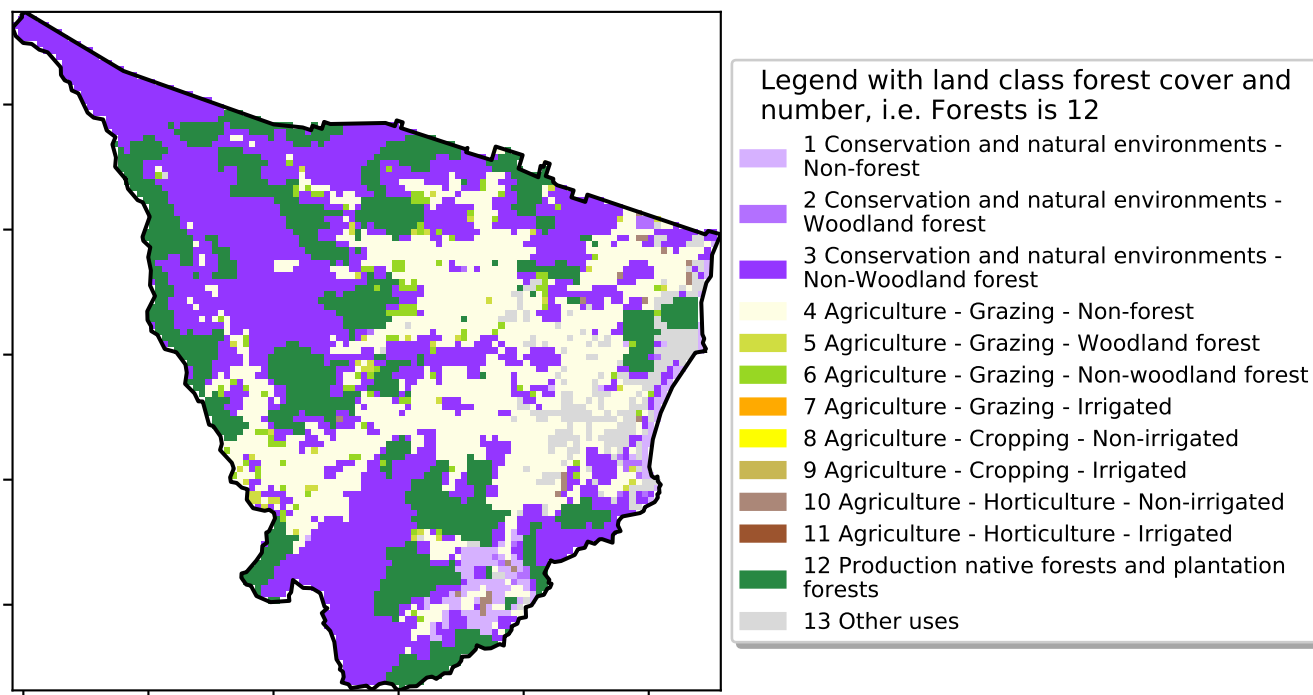 Legend with land class forest cover and
number, i.e. Forests is 12
1 Conservation and natural environments -
Non-forest
2 Conservation and natural environments -
Woodland forest
3 Conservation and natural environments -
Non-Woodland forest
4 Agriculture - Grazing - Non-forest
5 Agriculture - Grazing - Woodland forest
6 Agriculture - Grazing - Non-woodland forest
7 Agriculture - Grazing - Irrigated
8 Agriculture - Cropping - Non-irrigated
9 Agriculture - Cropping - Irrigated
10 Agriculture - Horticulture - Non-irrigated
11 Agriculture - Horticulture - Irrigated
12 Production native forests and plantation
forests
13 Other uses